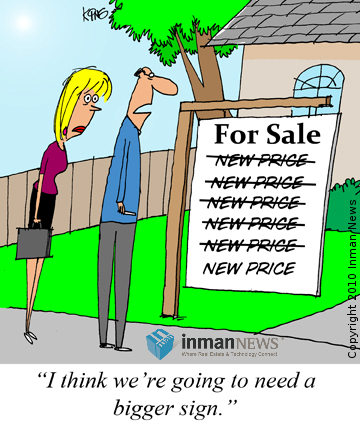 KPNS
For Sale
NEW PRICE
NEW PRICE
NEW PRICE
NEW PRICE
NEW PRICE
NEW PRICE
inmanNEWS
Where Real Estate & Technology Connect
Copyright 2010 Inman News
“I think we’re going to need a
bigger sign.”